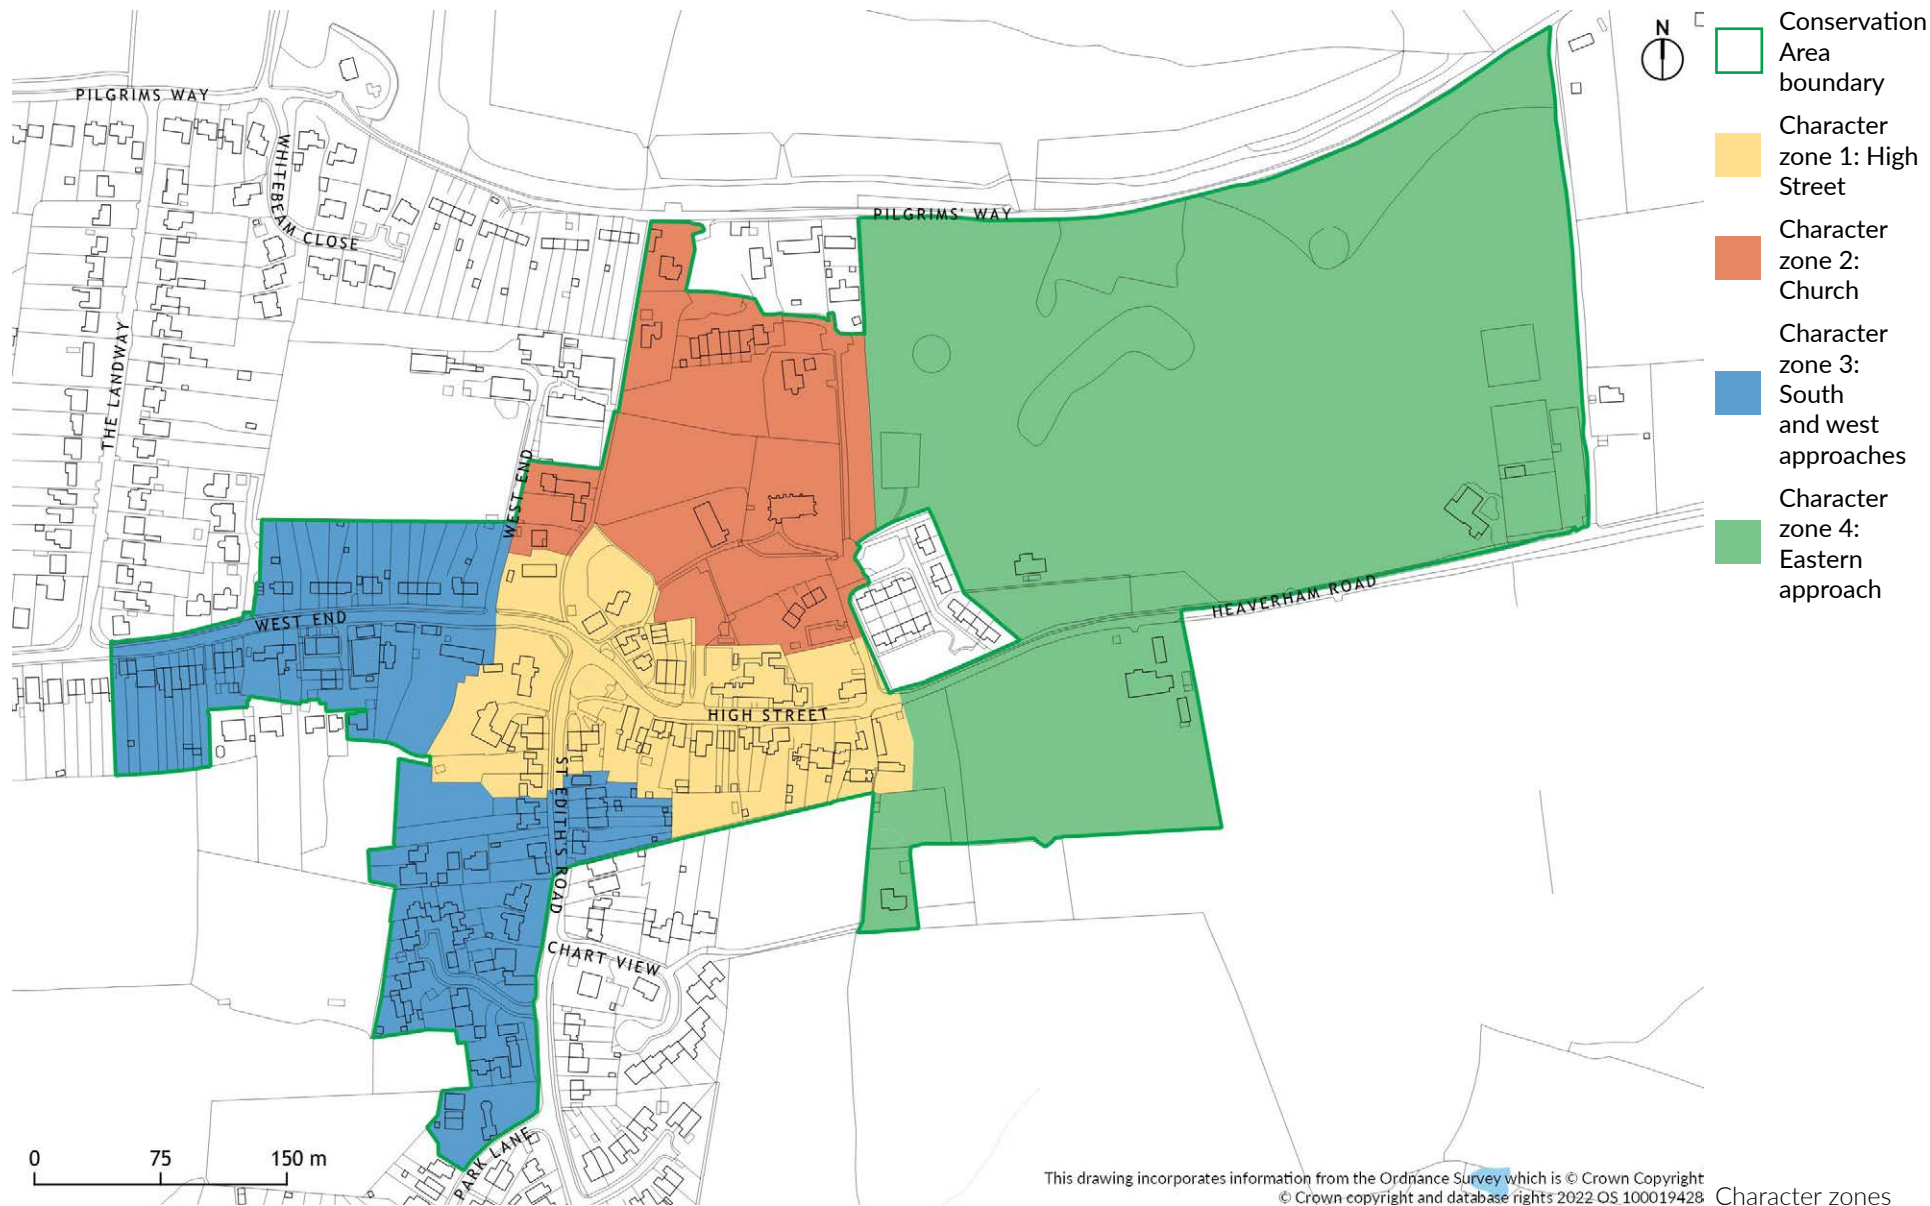 PILGRIMS WAY
WHITEBEAM CLOSE
THE LANDWAY
PILGRIMS' WAY
WEST END
WEST END
HIGH STREET
HEAVERHAM ROAD
ST EDITH'S ROAD
CHART VIEW
PARK LANE
N
0 75 150 m
This drawing incorporates information from the Ordnance Survey which is © Crown Copyright
© Crown copyright and database rights 2022 OS 100019428
Conservation
Area
boundary
Character
zone 1: High
Street
Character
zone 2:
Church
Character
zone 3:
South
and west
approaches
Character
zone 4:
Eastern
approach
Character zones